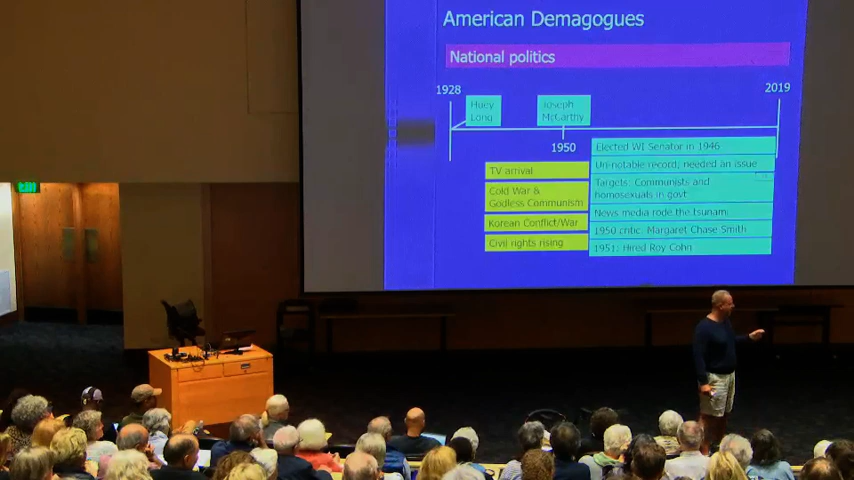 American Demagogues
National politics
1928
2019
Huey
Long
Joseph
McCarthy
1950
TV arrival
Cold War &
Godless Communism
Korean Conflict/War
Civil rights rising
Elected WI Senator in 1946
Un-notable record; needed an issue
Targets: Communists and
homosexuals in govt
News media rode the tsunami
1950 critic: Margaret Chase Smith
1951: Hired Roy Cohn